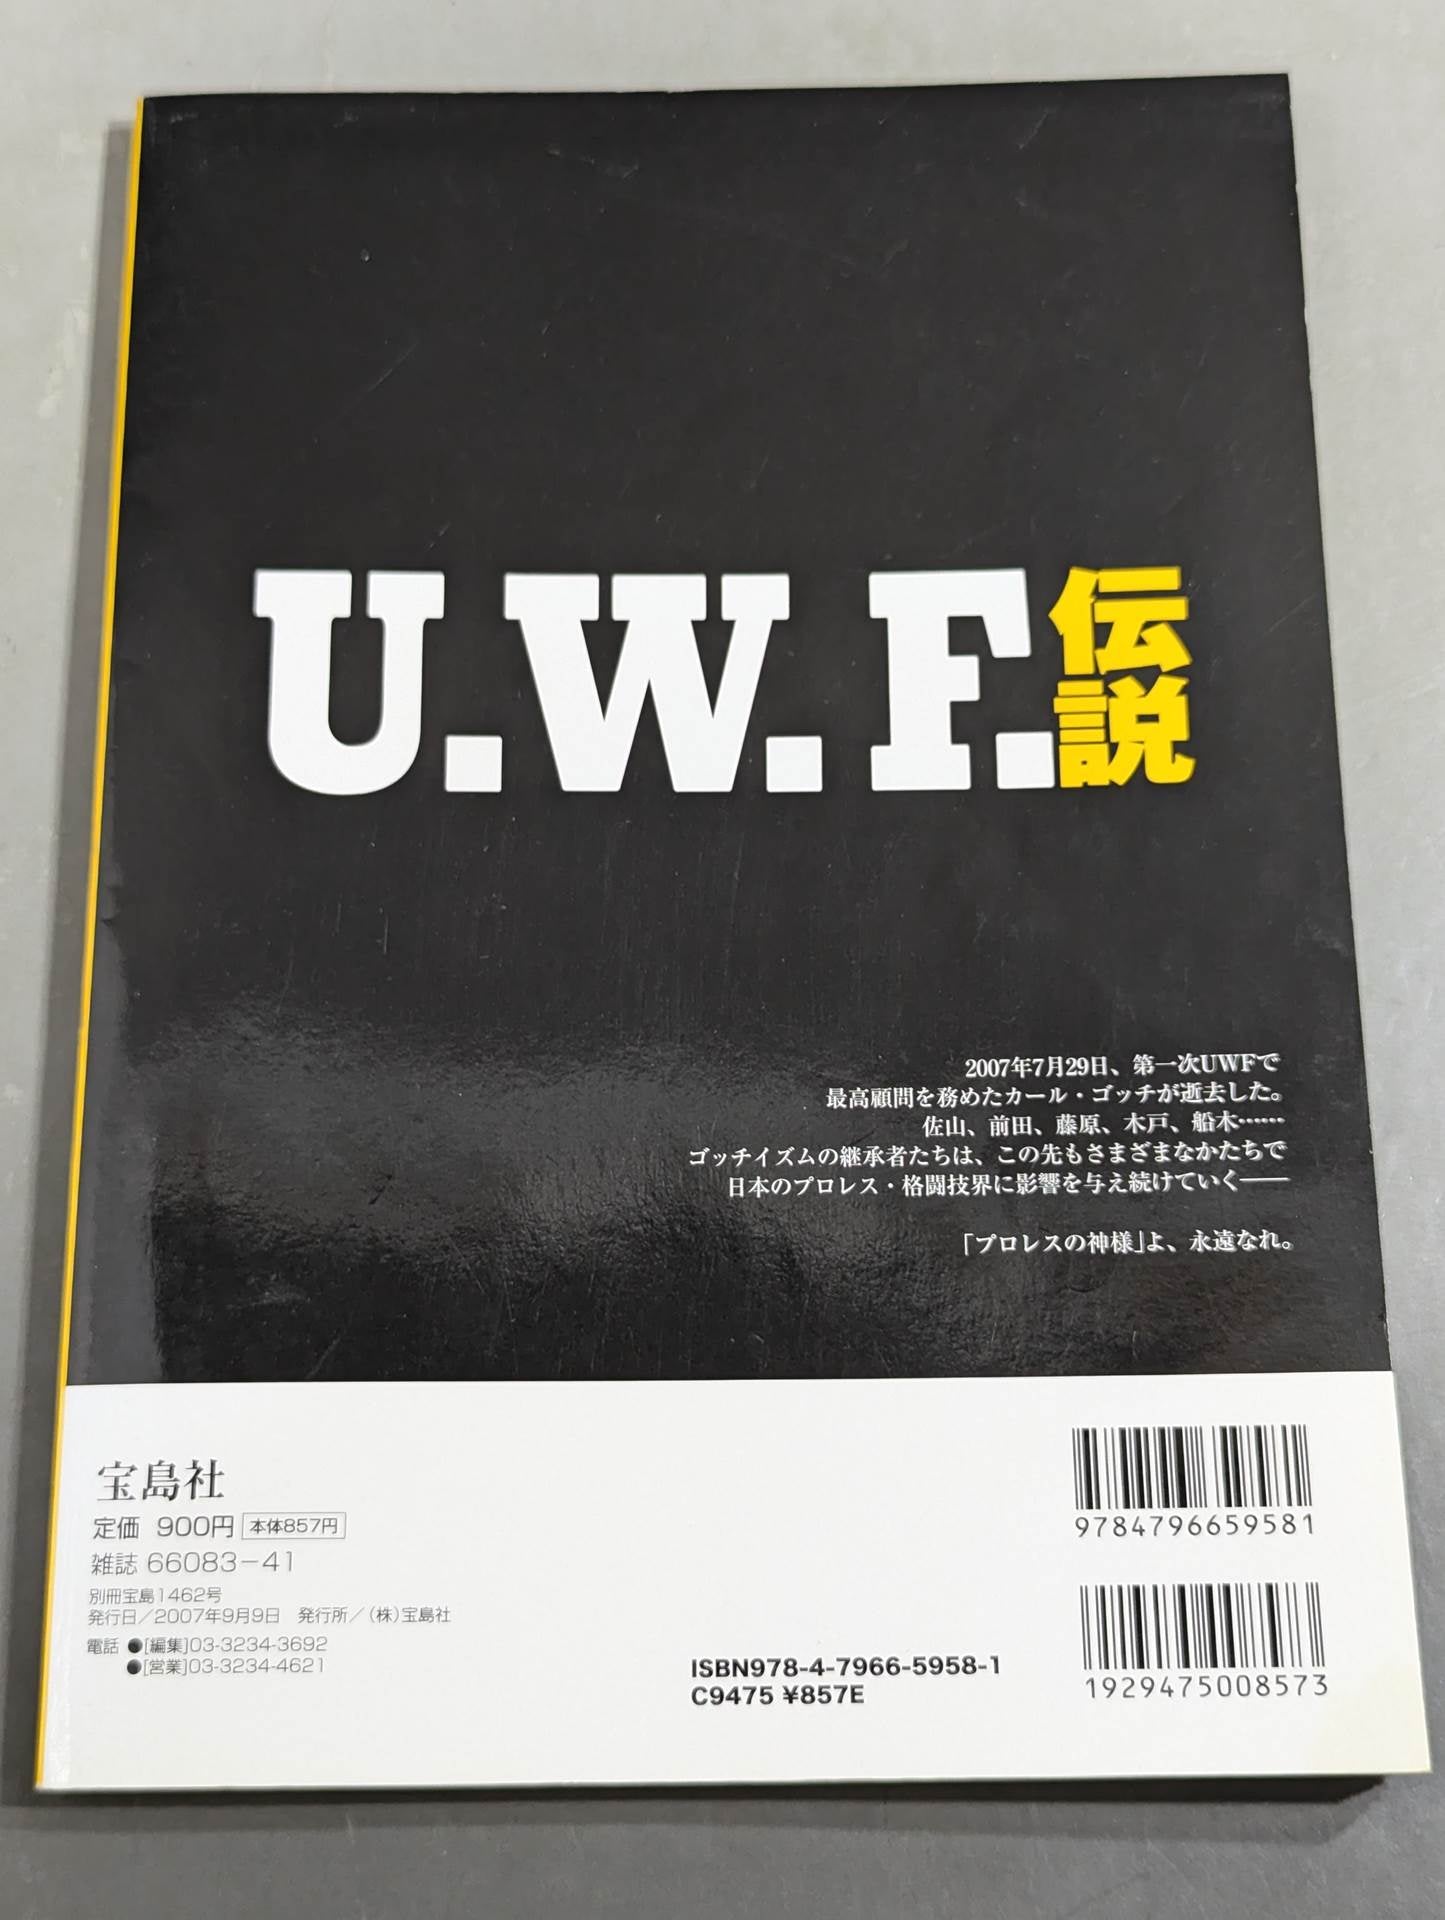 U.W.F.伝説
2007年7月29日、第一次UWFで
最高顧問を務めたカール・ゴッチが逝去した。
佐山、前田、藤原、木戸、船木……
ゴッチイズムの継承者たちは、この先もさまざまなかたちで
日本のプロレス・格闘技界に影響を与え続けていく――
「プロレスの神様」よ、永遠なれ。
宝島社
定価 900円 本体857円
雑誌 66083-41
別冊宝島1462号
発行日／2007年9月9日 発行所／（株）宝島社
電話 ●[編集]03-3234-3692
●[営業]03-3234-4621
ISBN978-4-7966-5958-1
C9475 ¥857E
9784796659581
1929475008573